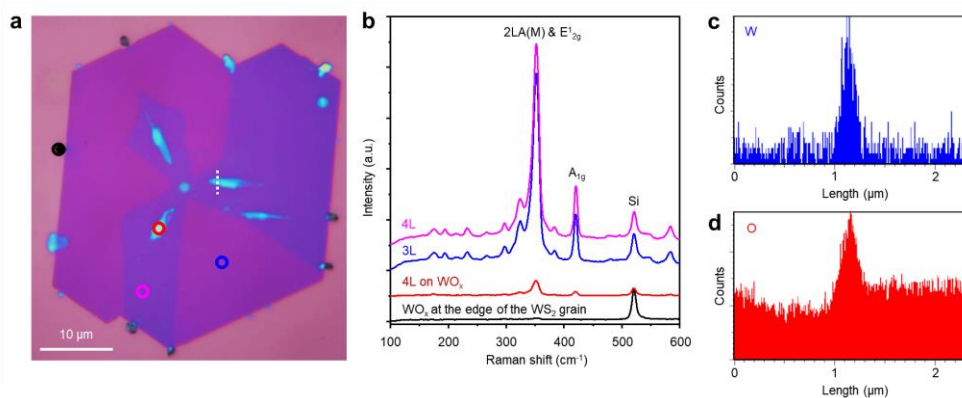 a
10 μm
b
2LA(M) & E¹₂g
A₁g
Si
4L
3L
4L on WOₓ
WOₓ at the edge of the WS₂ grain
Intensity (a.u.)
100 200 300 400 500 600
Raman shift (cm⁻¹)
c
W
Counts
0 1 2
Length (μm)
d
O
Counts
0 1 2
Length (μm)